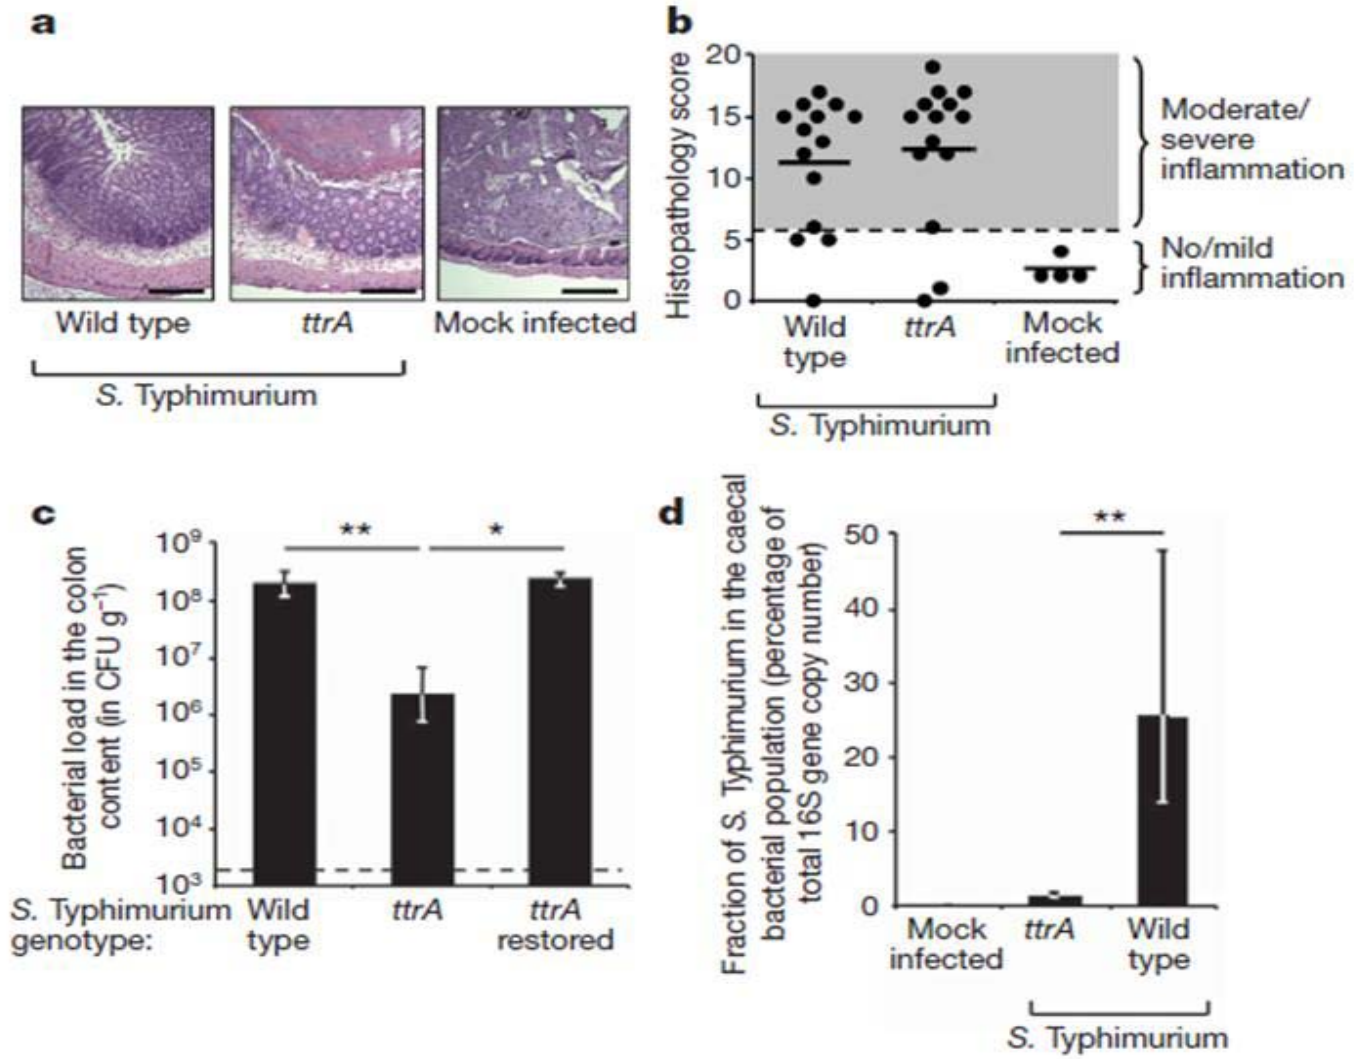 a
Wild type
ttrA
Mock infected
S. Typhimurium
b
Histopathology score
20
15
10
5
0
Moderate/
severe
inflammation
No/mild
inflammation
Wild
type
ttrA
Mock
infected
S. Typhimurium
c
Bacterial load in the colon
content (in CFU g⁻¹)
10⁹
10⁸
10⁷
10⁶
10⁵
10⁴
10³
**
*
S. Typhimurium
genotype:
Wild
type
ttrA
ttrA
restored
d
Fraction of S. Typhimurium in the caecal
bacterial population (percentage of
total 16S gene copy number)
50
40
30
20
10
0
**
Mock
infected
ttrA
Wild
type
S. Typhimurium